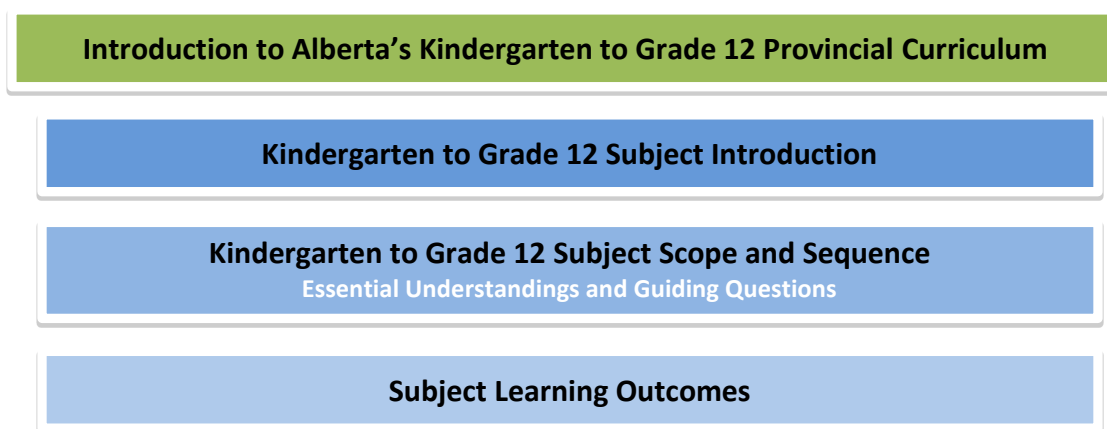 Introduction to Alberta’s Kindergarten to Grade 12 Provincial Curriculum
Kindergarten to Grade 12 Subject Introduction
Kindergarten to Grade 12 Subject Scope and Sequence
Essential Understandings and Guiding Questions
Subject Learning Outcomes